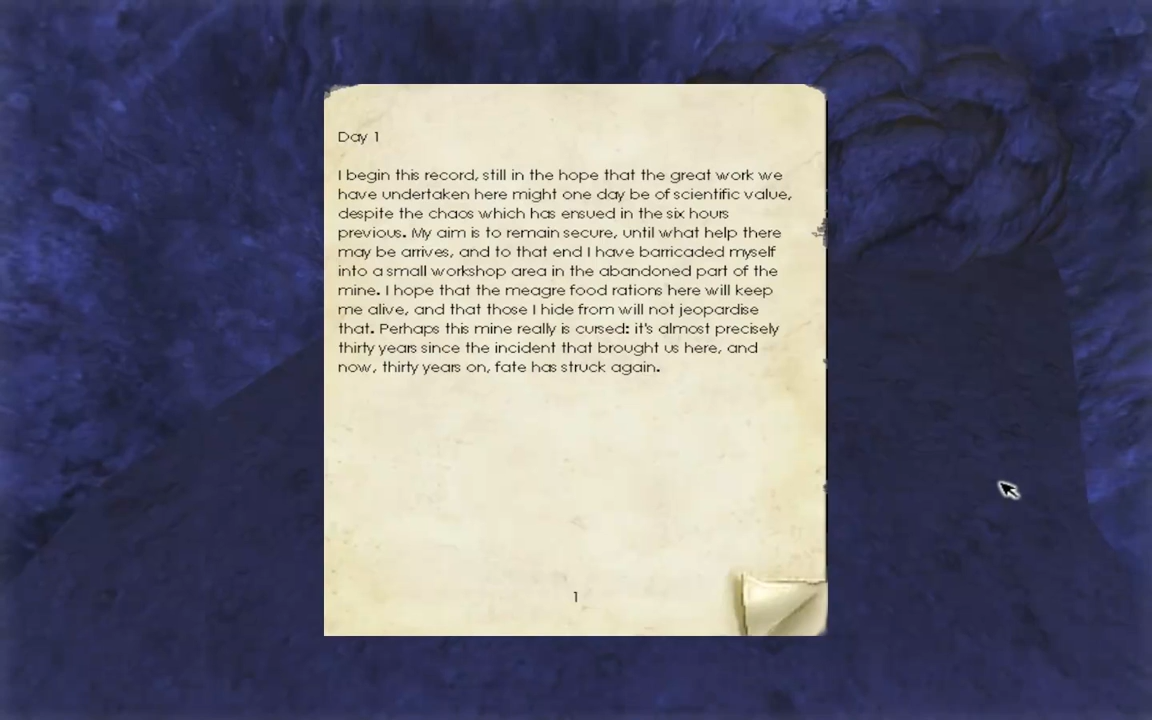 Day 1
I begin this record, still in the hope that the great work we
have undertaken here might one day be of scientific value,
despite the chaos which has ensued in the six hours
previous. My aim is to remain secure, until what help there
may be arrives, and to that end I have barricaded myself
into a small workshop area in the abandoned part of the
mine. I hope that the meagre food rations here will keep
me alive, and that those I hide from will not jeopardise
that. Perhaps this mine really is cursed: it's almost precisely
thirty years since the incident that brought us here, and
now, thirty years on, fate has struck again.
1